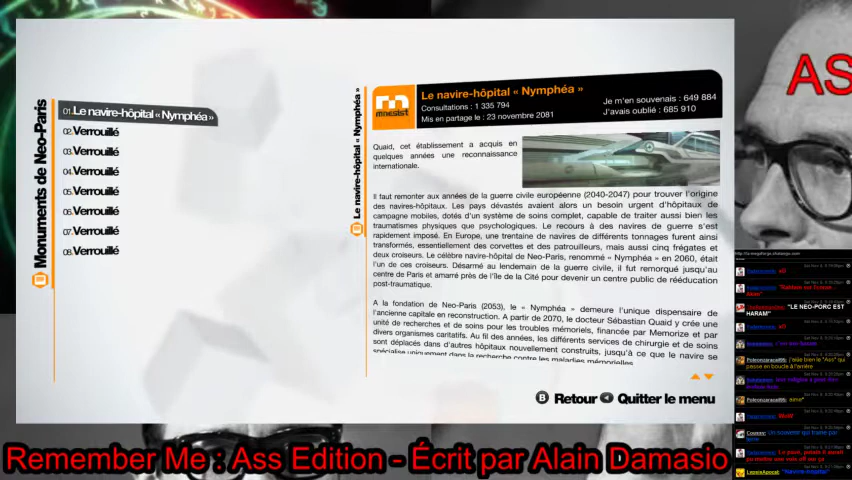 AS
Monuments de Neo-Paris
01.Le navire-hôpital « Nymphéa »
02.Verrouillé
03.Verrouillé
04.Verrouillé
05.Verrouillé
06.Verrouillé
07.Verrouillé
08.Verrouillé
Le navire-hôpital « Nymphéa »
Le navire-hôpital « Nymphéa »
Consultations : 1 335 794
Mis en partage le : 23 novembre 2081
Je m'en souvenais : 649 884
J'avais oublié : 685 910
Quaid, cet établissement a acquis en
quelques années une reconnaissance
internationale.
Il faut remonter aux années de la guerre civile européenne (2040-2047) pour trouver l'origine
des navires-hôpitaux. Les pays dévastés avaient alors un besoin urgent d'hôpitaux de
campagne mobiles, dotés d'un système de soins complet, capable de traiter aussi bien les
traumatismes physiques que psychologiques. Le recours à des navires de guerre s'est
rapidement imposé. En Europe, une trentaine de navires de différents tonnages furent ainsi
transformés, essentiellement des corvettes et des patrouilleurs, mais aussi cinq frégates et
deux croiseurs. Le célèbre navire-hôpital de Neo-Paris, renommé « Nymphéa » en 2060, était
l'un de ces croiseurs. Désarmé au lendemain de la guerre civile, il fut remorqué jusqu'au
centre de Paris et amarré près de l'île de la Cité pour devenir un centre public de rééducation
post-traumatique.
A la fondation de Neo-Paris (2053), le « Nymphéa » demeure l'unique dispensaire de
l'ancienne capitale en reconstruction. A partir de 2070, le docteur Sébastian Quaid y crée une
unité de recherches et de soins pour les troubles mémoriels, financée par Memorize et par
divers organismes caritatifs. Au fil des années, les différents services de chirurgie et de soins
sont déplacés dans d'autres hôpitaux nouvellement construits, jusqu'à ce que le navire se
spécialise uniquement dans la recherche contre les maladies mémorielles.
B Retour Quitter le menu
"LE NEO-PORC EST
HARAM"
Remember Me : Ass Edition - Écrit par Alain Damasio